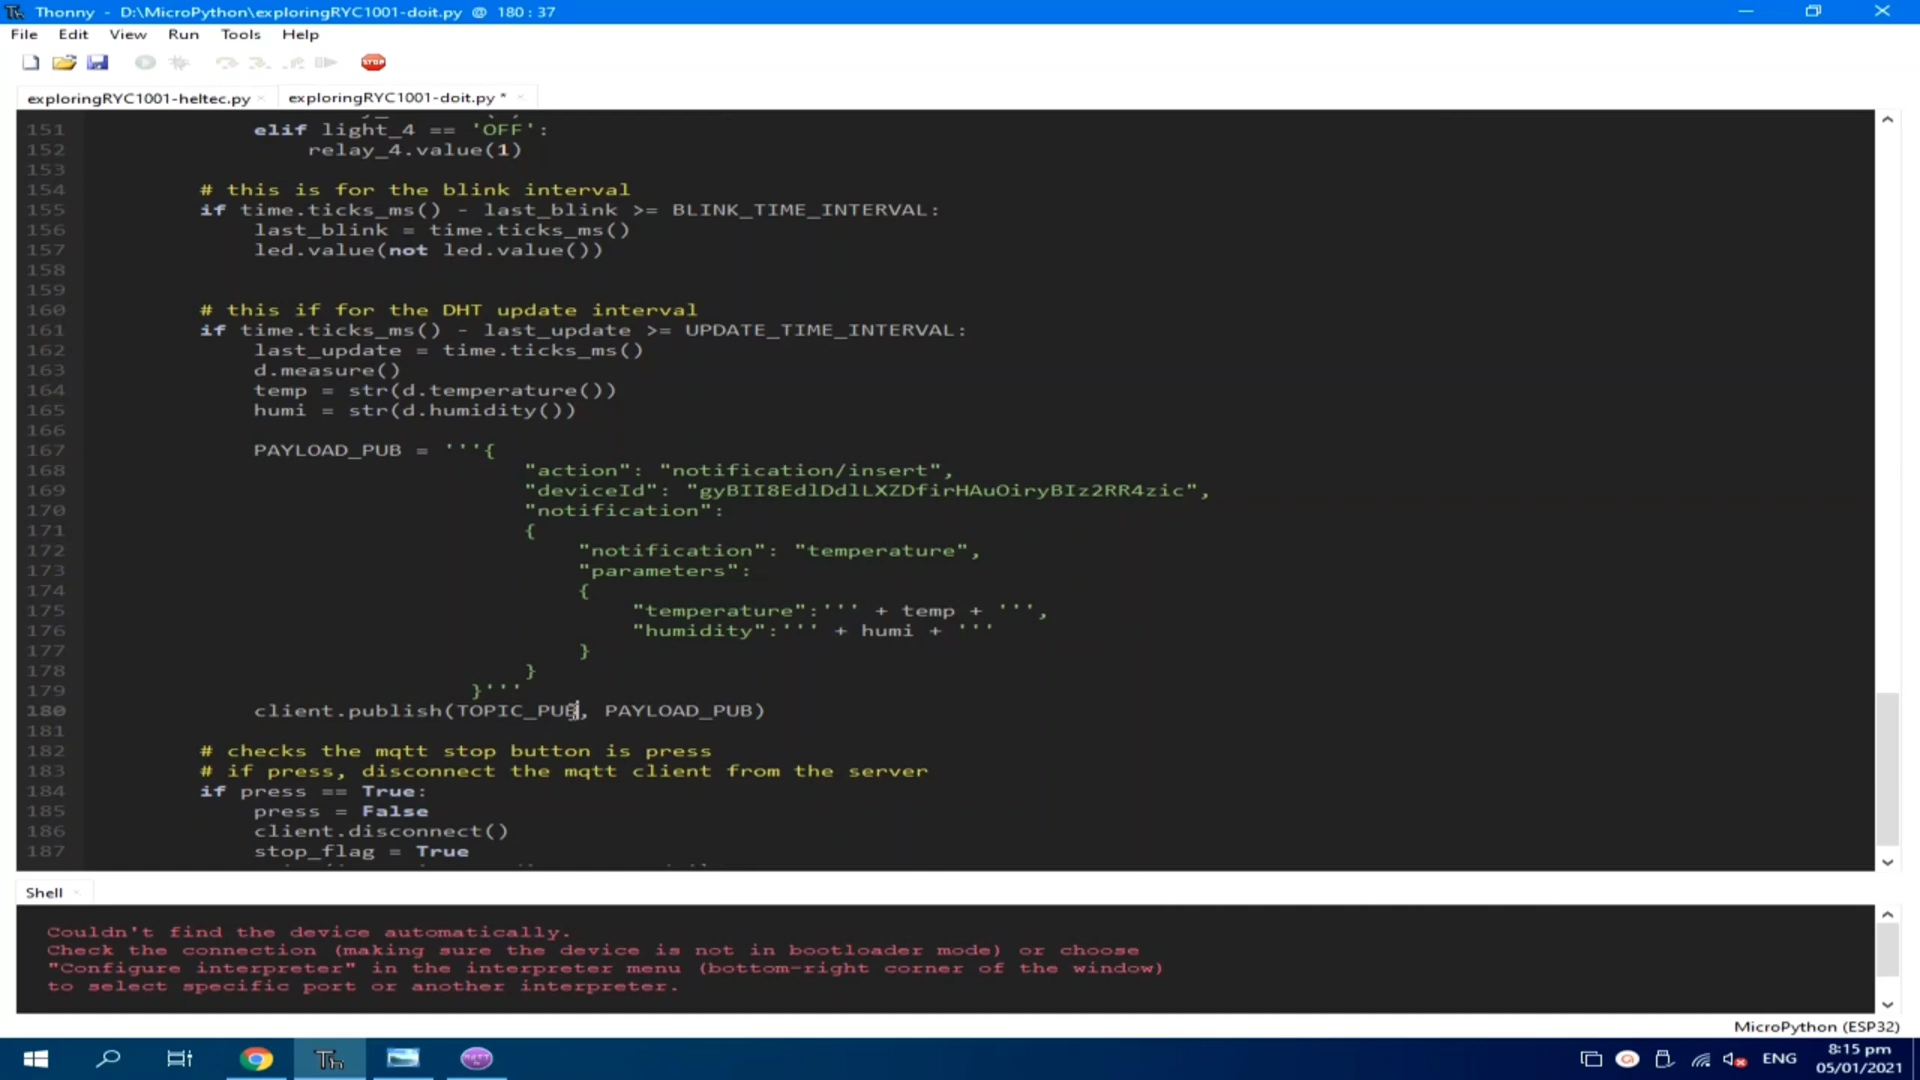 Thonny - D:\MicroPython\exploringRYC1001-doit.py @ 180 : 37
File Edit View Run Tools Help
STOP
exploringRYC1001-heltec.py × exploringRYC1001-doit.py * ×
151 elif light_4 == 'OFF':
152 relay_4.value(1)
153
154 # this is for the blink interval
155 if time.ticks_ms() - last_blink >= BLINK_TIME_INTERVAL:
156 last_blink = time.ticks_ms()
157 led.value(not led.value())
158
159
160 # this if for the DHT update interval
161 if time.ticks_ms() - last_update >= UPDATE_TIME_INTERVAL:
162 last_update = time.ticks_ms()
163 d.measure()
164 temp = str(d.temperature())
165 humi = str(d.humidity())
166
167 PAYLOAD_PUB = '''{
168 "action": "notification/insert",
169 "deviceId": "gyBII8EdlDdlLXZDfirHAuOiryBIz2RR4zic",
170 "notification":
171 {
172 "notification": "temperature",
173 "parameters":
174 {
175 "temperature":''' + temp + ''',
176 "humidity":''' + humi + '''
177 }
178 }
179 }'''
180 client.publish(TOPIC_PUB, PAYLOAD_PUB)
181
182 # checks the mqtt stop button is press
183 # if press, disconnect the mqtt client from the server
184 if press == True:
185 press = False
186 client.disconnect()
187 stop_flag = True
Shell ×
Couldn't find the device automatically.
Check the connection (making sure the device is not in bootloader mode) or choose
"Configure interpreter" in the interpreter menu (bottom-right corner of the window)
to select specific port or another interpreter.
MicroPython (ESP32)
Th
ENG
8:15 pm
05/01/2021